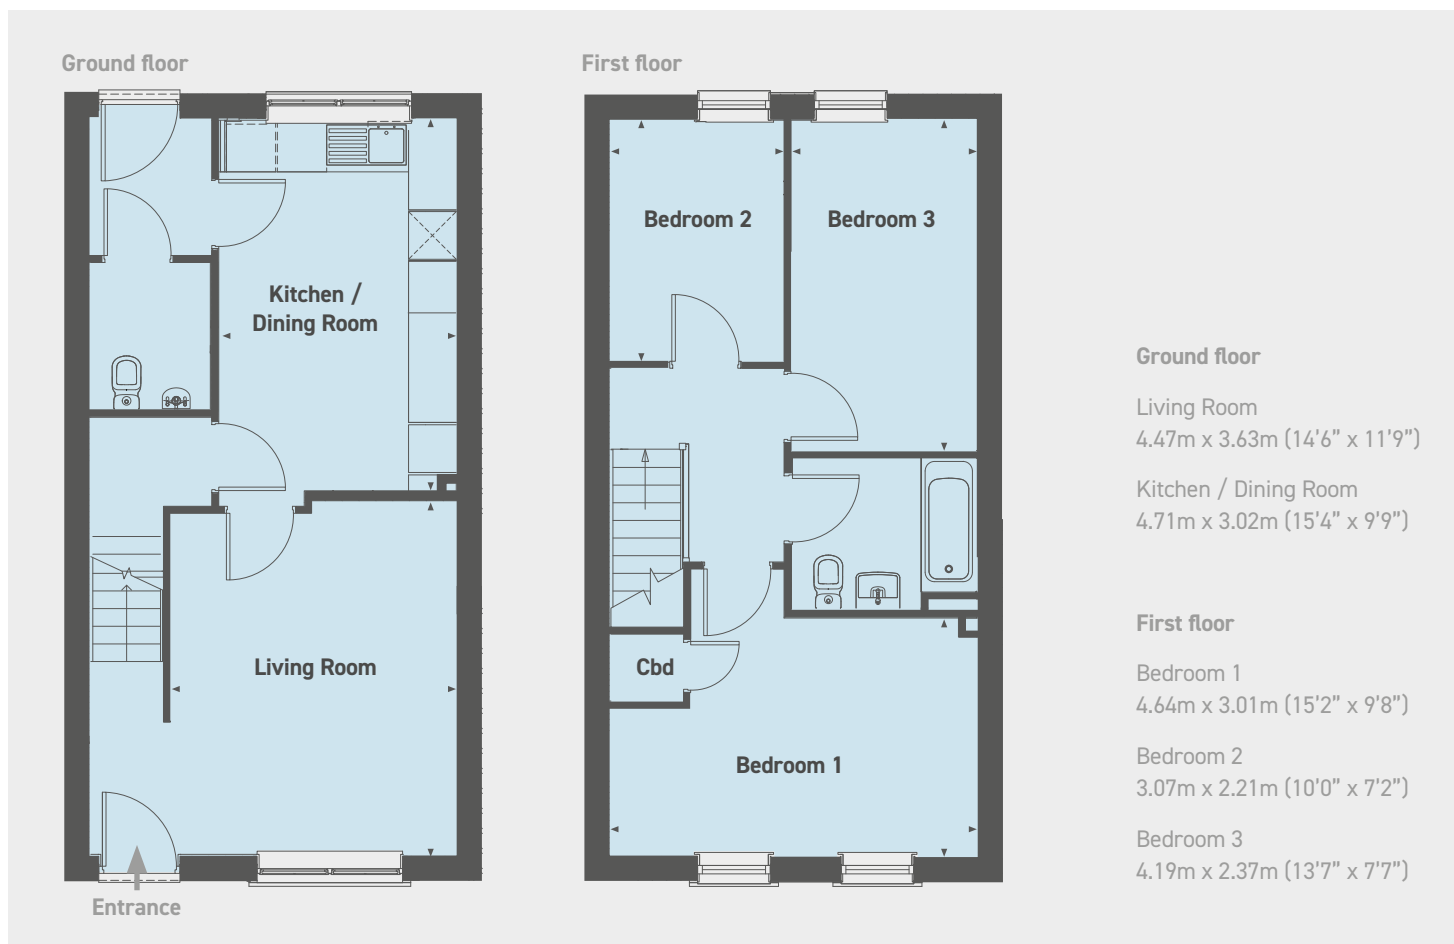 Ground floor
First floor
Kitchen /
Dining Room
Living Room
Entrance
Bedroom 2
Bedroom 3
Cbd
Bedroom 1
Ground floor
Living Room
4.47m x 3.63m (14’6” x 11’9”)
Kitchen / Dining Room
4.71m x 3.02m (15’4” x 9’9”)
First floor
Bedroom 1
4.64m x 3.01m (15’2” x 9’8”)
Bedroom 2
3.07m x 2.21m (10’0” x 7’2”)
Bedroom 3
4.19m x 2.37m (13’7” x 7’7”)